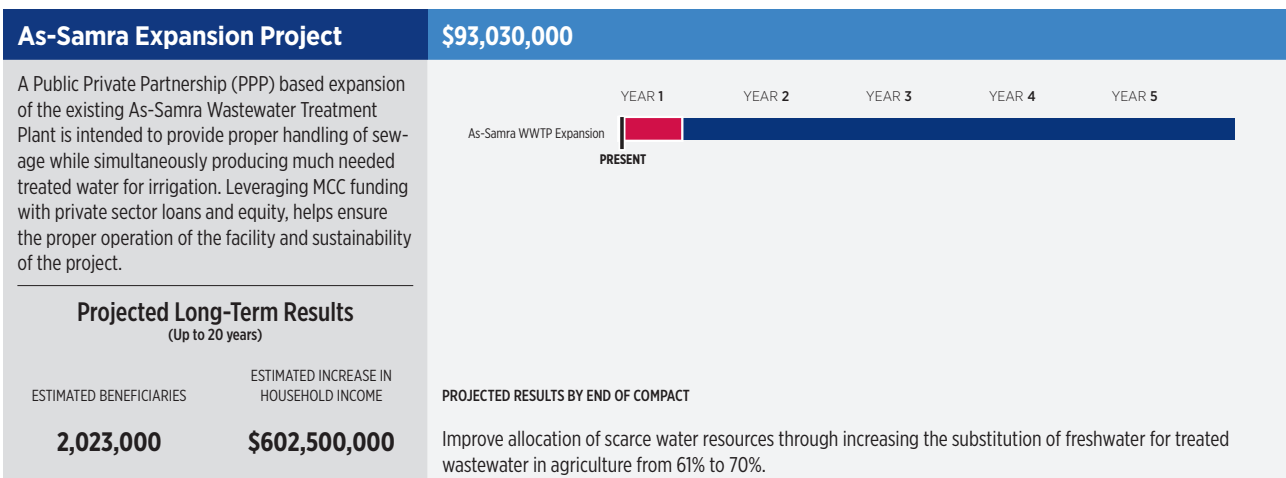 As-Samra Expansion Project
$93,030,000
A Public Private Partnership (PPP) based expansion
of the existing As-Samra Wastewater Treatment
Plant is intended to provide proper handling of sew-
age while simultaneously producing much needed
treated water for irrigation. Leveraging MCC funding
with private sector loans and equity, helps ensure
the proper operation of the facility and sustainability
of the project.
Projected Long-Term Results
(Up to 20 years)
ESTIMATED BENEFICIARIES
2,023,000
ESTIMATED INCREASE IN
HOUSEHOLD INCOME
$602,500,000
YEAR 1 YEAR 2 YEAR 3 YEAR 4 YEAR 5
As-Samra WWTP Expansion
PRESENT
PROJECTED RESULTS BY END OF COMPACT
Improve allocation of scarce water resources through increasing the substitution of freshwater for treated
wastewater in agriculture from 61% to 70%.